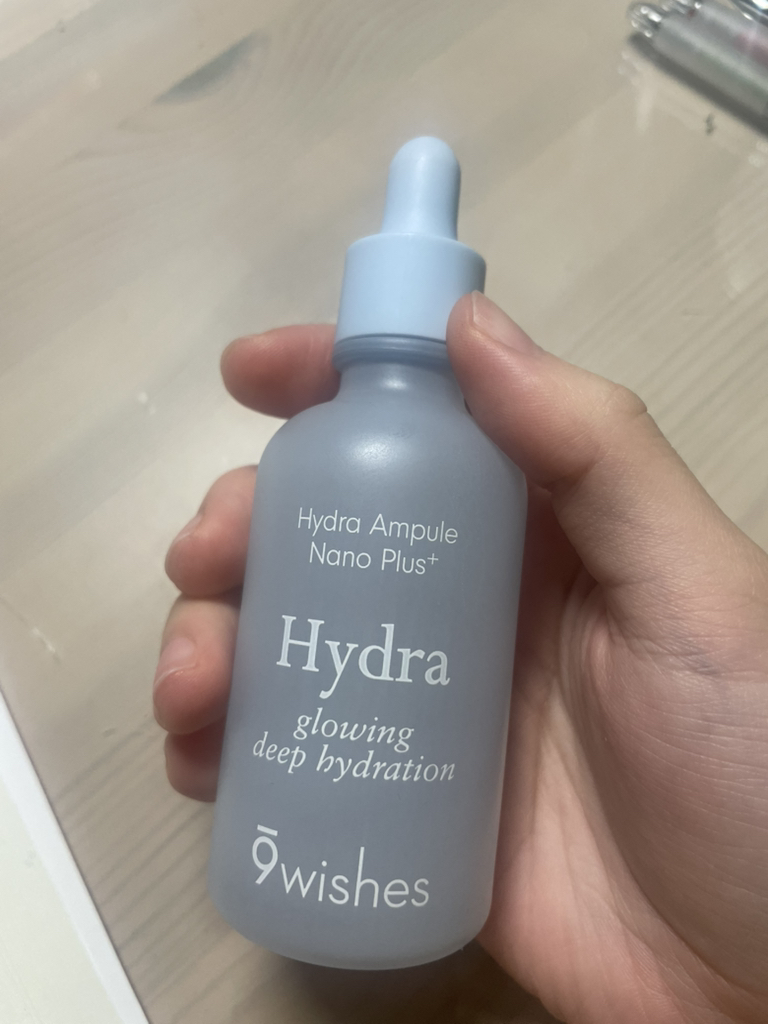 Hydra Ampule
Nano Plus+
Hydra
glowing
deep hydration
9wishes